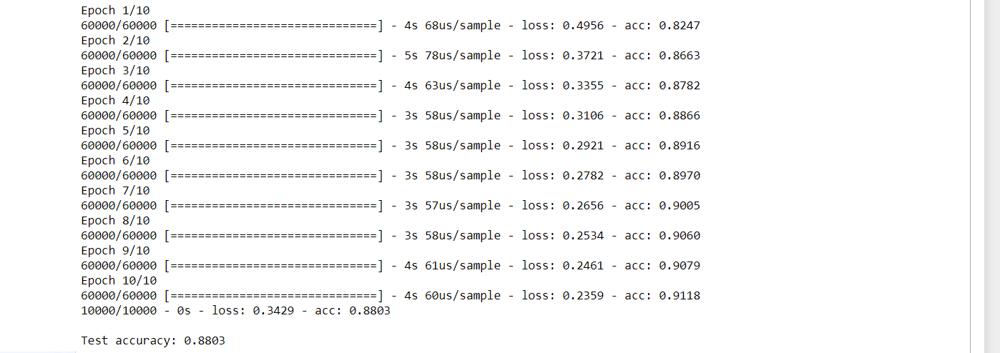 Epoch 1/10
60000/60000 [==============================] - 4s 68us/sample - loss: 0.4956 - acc: 0.8247
Epoch 2/10
60000/60000 [==============================] - 5s 78us/sample - loss: 0.3721 - acc: 0.8663
Epoch 3/10
60000/60000 [==============================] - 4s 63us/sample - loss: 0.3355 - acc: 0.8782
Epoch 4/10
60000/60000 [==============================] - 3s 58us/sample - loss: 0.3106 - acc: 0.8866
Epoch 5/10
60000/60000 [==============================] - 3s 58us/sample - loss: 0.2921 - acc: 0.8916
Epoch 6/10
60000/60000 [==============================] - 3s 58us/sample - loss: 0.2782 - acc: 0.8970
Epoch 7/10
60000/60000 [==============================] - 3s 57us/sample - loss: 0.2656 - acc: 0.9005
Epoch 8/10
60000/60000 [==============================] - 3s 58us/sample - loss: 0.2534 - acc: 0.9060
Epoch 9/10
60000/60000 [==============================] - 4s 61us/sample - loss: 0.2461 - acc: 0.9079
Epoch 10/10
60000/60000 [==============================] - 4s 60us/sample - loss: 0.2359 - acc: 0.9118
10000/10000 - 0s - loss: 0.3429 - acc: 0.8803
Test accuracy: 0.8803